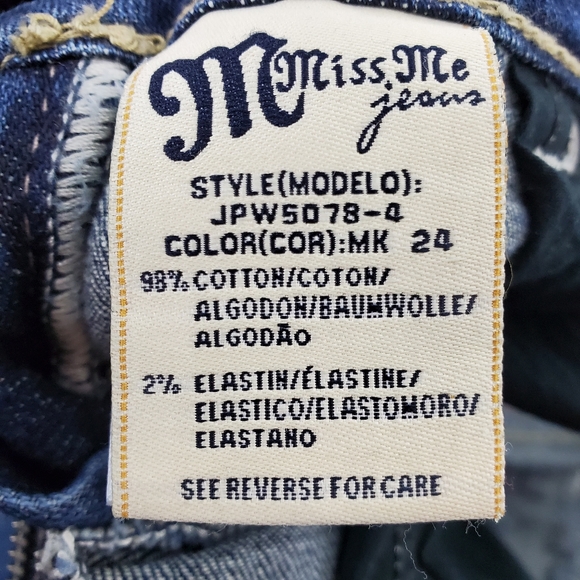 M Miss Me
jeans
STYLE(MODELO):
JPW5078-4
COLOR(COR):MK 24
98% COTTON/COTON/
ALGODON/BAUMWOLLE/
ALGODÃO
2% ELASTIN/ÉLASTINE/
ELASTICO/ELASTOMORO/
ELASTANO
SEE REVERSE FOR CARE